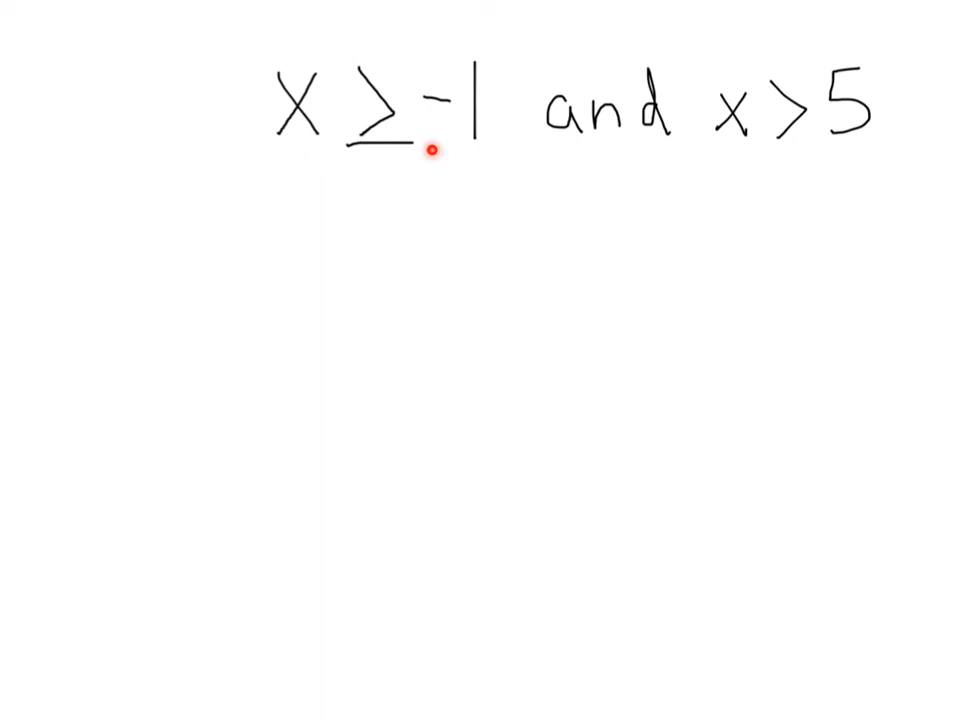 x ≥ -1 and x > 5